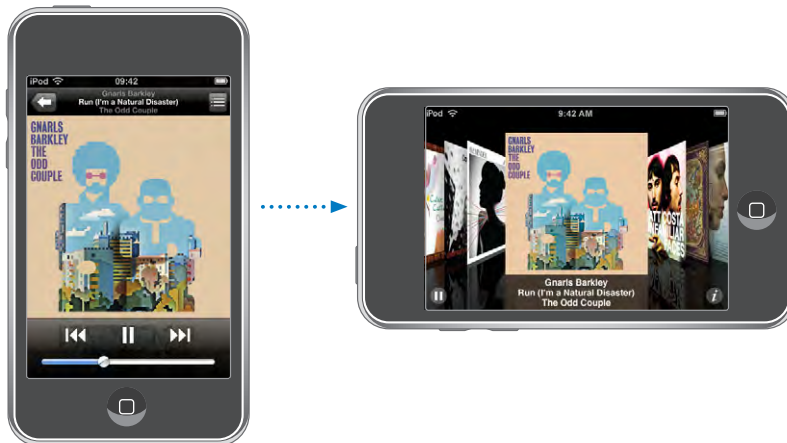 iPod
09:42
Gnarls Barkley
Run (I'm a Natural Disaster)
The Odd Couple
GNARLS
BARKLEY
THE
ODD
COUPLE
iPod
9:42 AM
GNARLS
BARKLEY
THE
ODD
COUPLE
Gnarls Barkley
Run (I'm a Natural Disaster)
The Odd Couple